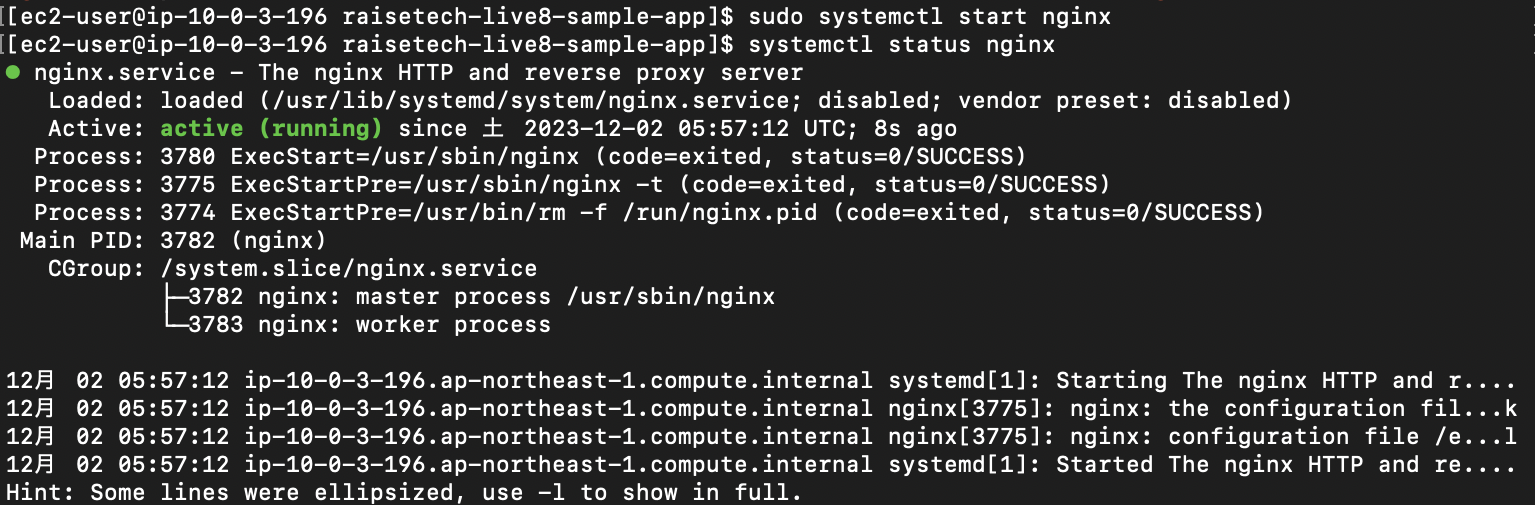 [[ec2-user@ip-10-0-3-196 raisetech-live8-sample-app]$ sudo systemctl start nginx
[[ec2-user@ip-10-0-3-196 raisetech-live8-sample-app]$ systemctl status nginx
● nginx.service - The nginx HTTP and reverse proxy server
   Loaded: loaded (/usr/lib/systemd/system/nginx.service; disabled; vendor preset: disabled)
   Active: active (running) since 土 2023-12-02 05:57:12 UTC; 8s ago
  Process: 3780 ExecStart=/usr/sbin/nginx (code=exited, status=0/SUCCESS)
  Process: 3775 ExecStartPre=/usr/sbin/nginx -t (code=exited, status=0/SUCCESS)
  Process: 3774 ExecStartPre=/usr/bin/rm -f /run/nginx.pid (code=exited, status=0/SUCCESS)
 Main PID: 3782 (nginx)
   CGroup: /system.slice/nginx.service
           ├─3782 nginx: master process /usr/sbin/nginx
           └─3783 nginx: worker process

12月 02 05:57:12 ip-10-0-3-196.ap-northeast-1.compute.internal systemd[1]: Starting The nginx HTTP and r....
12月 02 05:57:12 ip-10-0-3-196.ap-northeast-1.compute.internal nginx[3775]: nginx: the configuration fil...k
12月 02 05:57:12 ip-10-0-3-196.ap-northeast-1.compute.internal nginx[3775]: nginx: configuration file /e...l
12月 02 05:57:12 ip-10-0-3-196.ap-northeast-1.compute.internal systemd[1]: Started The nginx HTTP and re....
Hint: Some lines were ellipsized, use -l to show in full.